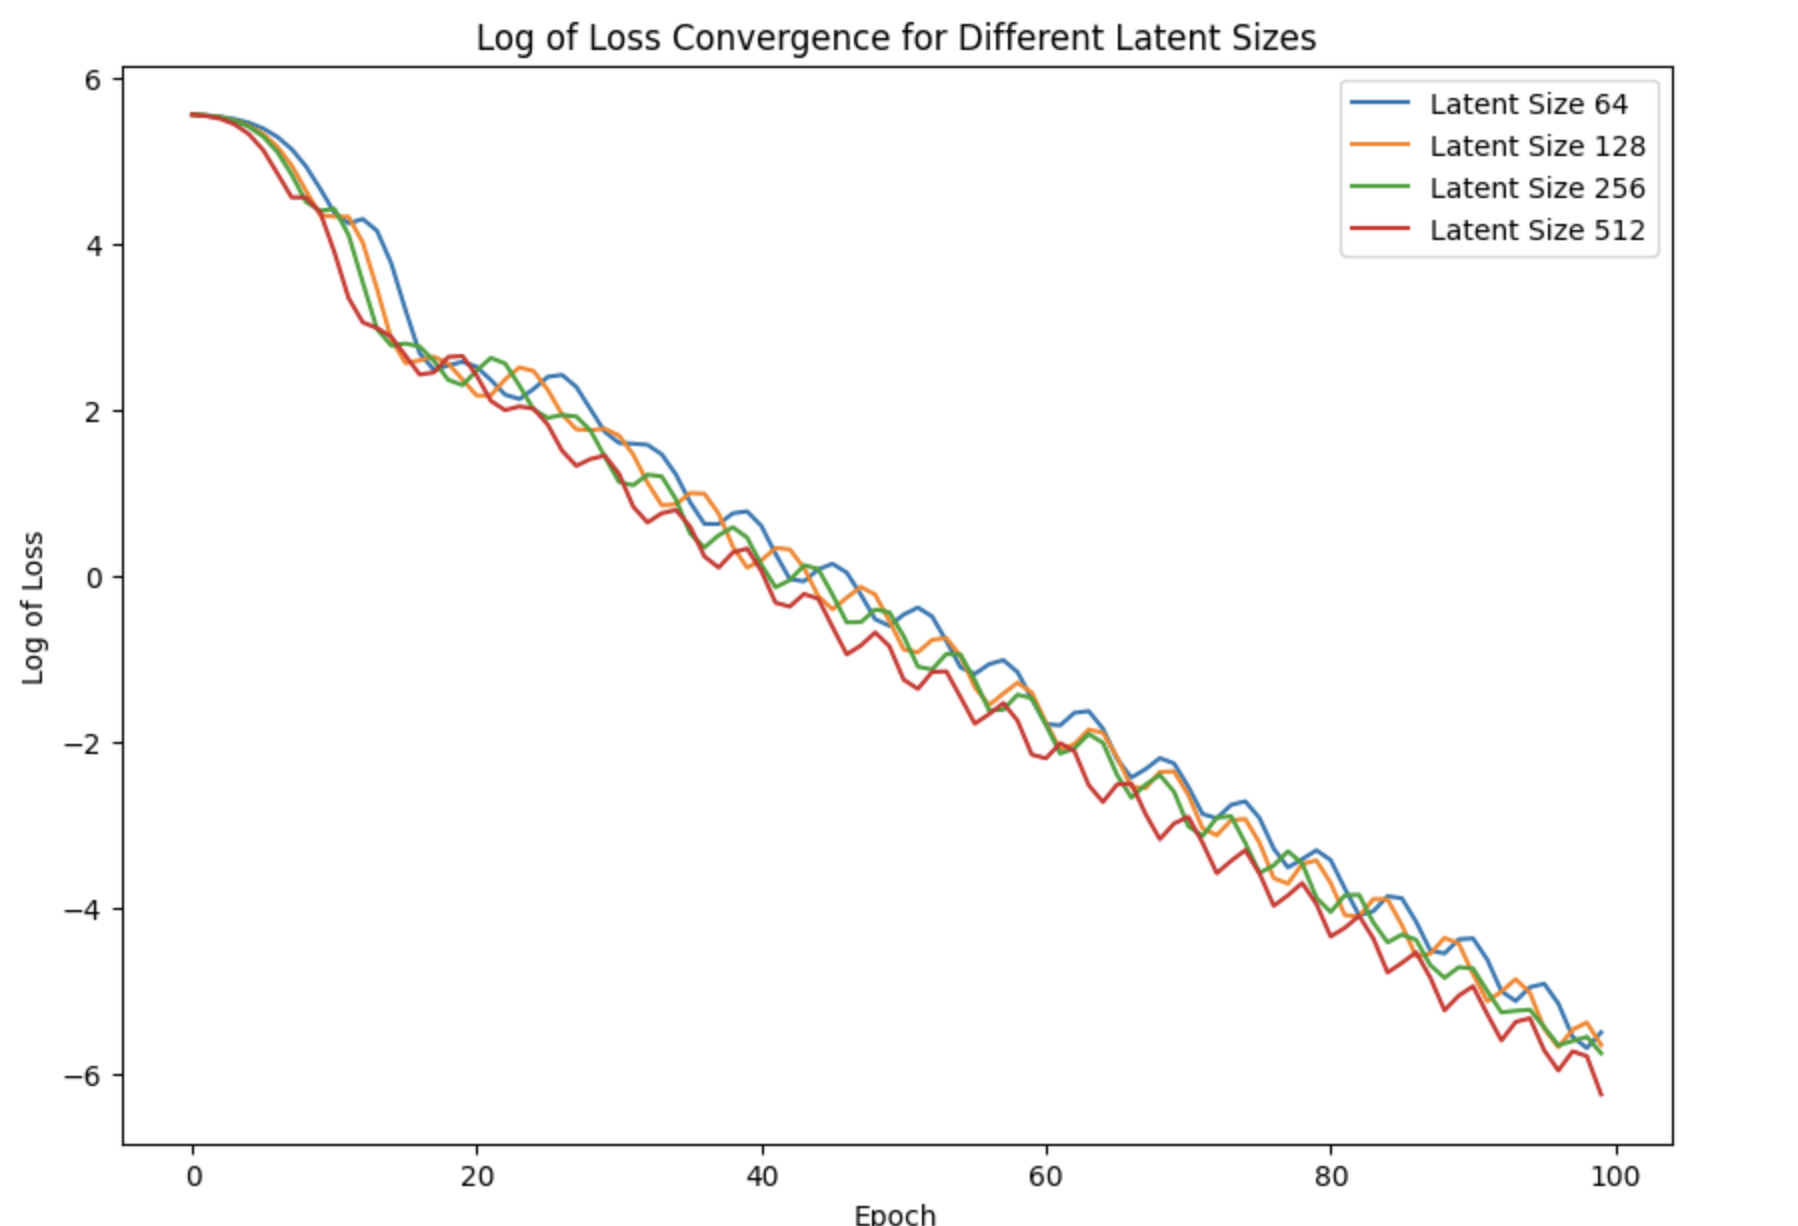 Log of Loss Convergence for Different Latent Sizes
Latent Size 64
Latent Size 128
Latent Size 256
Latent Size 512
6
4
2
0
−2
−4
−6
Log of Loss
0 20 40 60 80 100
Epoch